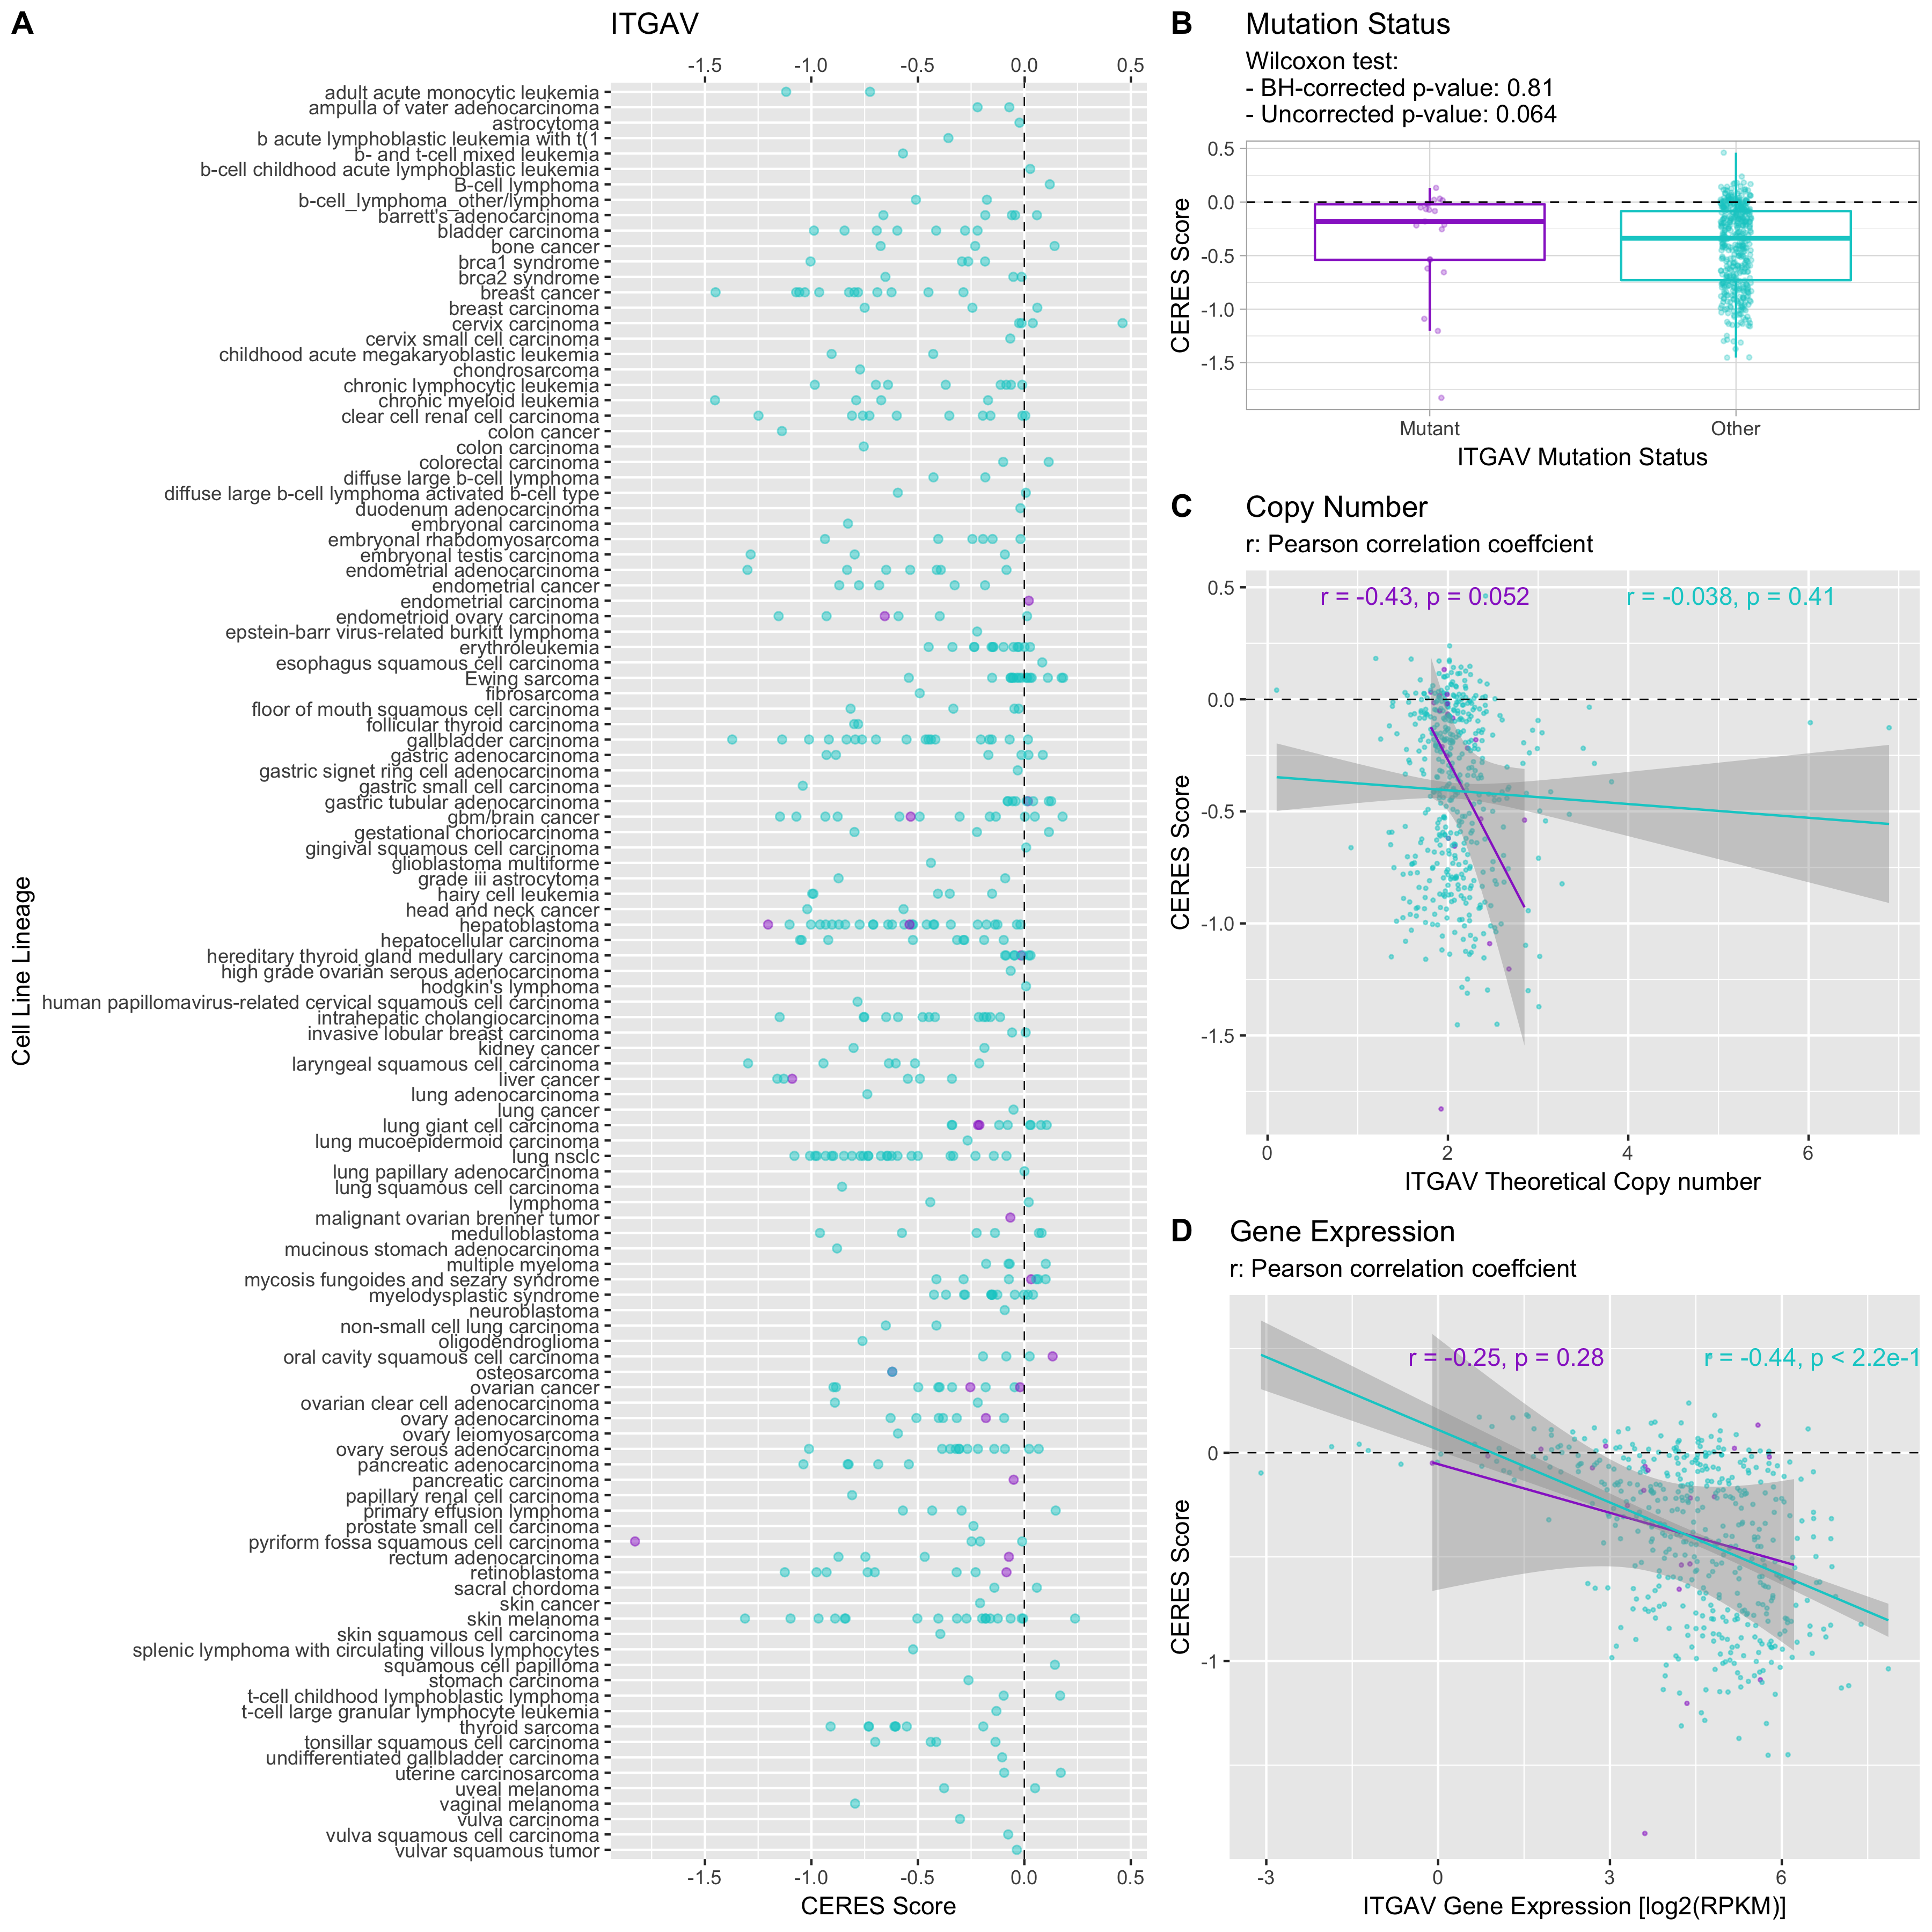 A
ITGAV
-1.5
-1.0
-0.5
0.0
0.5
adult acute monocytic leukemia
ampulla of vater adenocarcinoma
astrocytoma
b acute lymphoblastic leukemia with t(1
b- and t-cell mixed leukemia
b-cell childhood acute lymphoblastic leukemia
B-cell lymphoma
b-cell_lymphoma_other/lymphoma
barrett's adenocarcinoma
bladder carcinoma
bone cancer
brca1 syndrome
brca2 syndrome
breast cancer
breast carcinoma
cervix carcinoma
cervix small cell carcinoma
childhood acute megakaryoblastic leukemia
chondrosarcoma
chronic lymphocytic leukemia
chronic myeloid leukemia
clear cell renal cell carcinoma
colon cancer
colon carcinoma
colorectal carcinoma
diffuse large b-cell lymphoma
diffuse large b-cell lymphoma activated b-cell type
duodenum adenocarcinoma
embryonal carcinoma
embryonal rhabdomyosarcoma
embryonal testis carcinoma
endometrial adenocarcinoma
endometrial cancer
endometrial carcinoma
endometrioid ovary carcinoma
epstein-barr virus-related burkitt lymphoma
erythroleukemia
esophagus squamous cell carcinoma
Ewing sarcoma
fibrosarcoma
floor of mouth squamous cell carcinoma
follicular thyroid carcinoma
gallbladder carcinoma
gastric adenocarcinoma
gastric signet ring cell adenocarcinoma
gastric small cell carcinoma
gastric tubular adenocarcinoma
gbm/brain cancer
gestational choriocarcinoma
gingival squamous cell carcinoma
glioblastoma multiforme
grade iii astrocytoma
hairy cell leukemia
head and neck cancer
hepatoblastoma
hepatocellular carcinoma
hereditary thyroid gland medullary carcinoma
high grade ovarian serous adenocarcinoma
hodgkin's lymphoma
human papillomavirus-related cervical squamous cell carcinoma
intrahepatic cholangiocarcinoma
invasive lobular breast carcinoma
kidney cancer
laryngeal squamous cell carcinoma
liver cancer
lung adenocarcinoma
lung cancer
lung giant cell carcinoma
lung mucoepidermoid carcinoma
lung nsclc
lung papillary adenocarcinoma
lung squamous cell carcinoma
lymphoma
malignant ovarian brenner tumor
medulloblastoma
mucinous stomach adenocarcinoma
multiple myeloma
mycosis fungoides and sezary syndrome
myelodysplastic syndrome
neuroblastoma
non-small cell lung carcinoma
oligodendroglioma
oral cavity squamous cell carcinoma
osteosarcoma
ovarian cancer
ovarian clear cell adenocarcinoma
ovary adenocarcinoma
ovary leiomyosarcoma
ovary serous adenocarcinoma
pancreatic adenocarcinoma
pancreatic carcinoma
papillary renal cell carcinoma
primary effusion lymphoma
prostate small cell carcinoma
pyriform fossa squamous cell carcinoma
rectum adenocarcinoma
retinoblastoma
sacral chordoma
skin cancer
skin melanoma
skin squamous cell carcinoma
splenic lymphoma with circulating villous lymphocytes
squamous cell papilloma
stomach carcinoma
t-cell childhood lymphoblastic lymphoma
t-cell large granular lymphocyte leukemia
thyroid sarcoma
tonsillar squamous cell carcinoma
undifferentiated gallbladder carcinoma
uterine carcinosarcoma
uveal melanoma
vaginal melanoma
vulva carcinoma
vulva squamous cell carcinoma
vulvar squamous tumor
-1.5
-1.0
-0.5
0.0
0.5
CERES Score
Cell Line Lineage
B
Mutation Status
Wilcoxon test:
- BH-corrected p-value: 0.81
- Uncorrected p-value: 0.064
0.5
0.0
-0.5
-1.0
-1.5
CERES Score
Mutant
Other
ITGAV Mutation Status
C
Copy Number
r: Pearson correlation coeffcient
r = -0.43, p = 0.052
r = -0.038, p = 0.41
0.5
0.0
-0.5
-1.0
-1.5
CERES Score
0
2
4
6
ITGAV Theoretical Copy number
D
Gene Expression
r: Pearson correlation coeffcient
r = -0.25, p = 0.28
r = -0.44, p < 2.2e-1
0
-1
CERES Score
-3
0
3
6
ITGAV Gene Expression [log2(RPKM)]